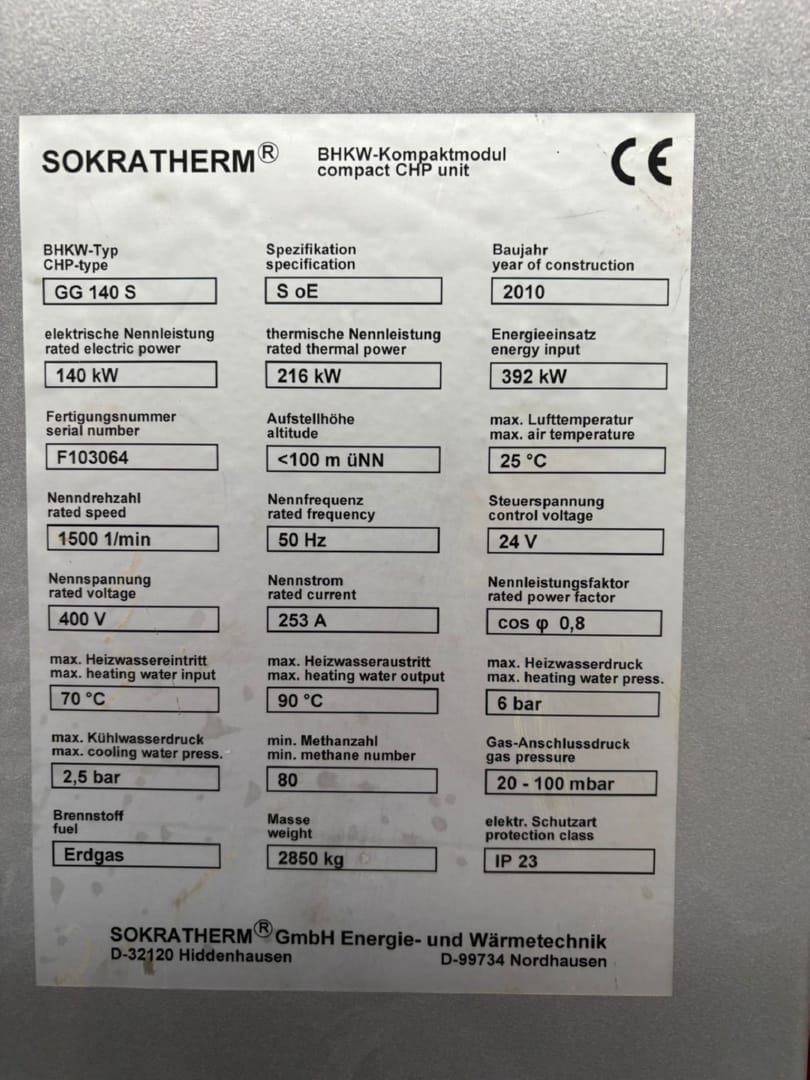 SOKRATHERM® BHKW-Kompaktmodul
compact CHP unit
CE
BHKW-Typ
CHP-type
GG 140 S
Spezifikation
specification
S oE
Baujahr
year of construction
2010
elektrische Nennleistung
rated electric power
140 kW
thermische Nennleistung
rated thermal power
216 kW
Energieeinsatz
energy input
392 kW
Fertigungsnummer
serial number
F103064
Aufstellhöhe
altitude
<100 m üNN
max. Lufttemperatur
max. air temperature
25 °C
Nenndrehzahl
rated speed
1500 1/min
Nennfrequenz
rated frequency
50 Hz
Steuerspannung
control voltage
24 V
Nennspannung
rated voltage
400 V
Nennstrom
rated current
253 A
Nennleistungsfaktor
rated power factor
cos φ 0,8
max. Heizwassereintritt
max. heating water input
70 °C
max. Heizwasseraustritt
max. heating water output
90 °C
max. Heizwasserdruck
max. heating water press.
6 bar
max. Kühlwasserdruck
max. cooling water press.
2,5 bar
min. Methanzahl
min. methane number
80
Gas-Anschlussdruck
gas pressure
20 - 100 mbar
Brennstoff
fuel
Erdgas
Masse
weight
2850 kg
elektr. Schutzart
protection class
IP 23
SOKRATHERM® GmbH Energie- und Wärmetechnik
D-32120 Hiddenhausen D-99734 Nordhausen